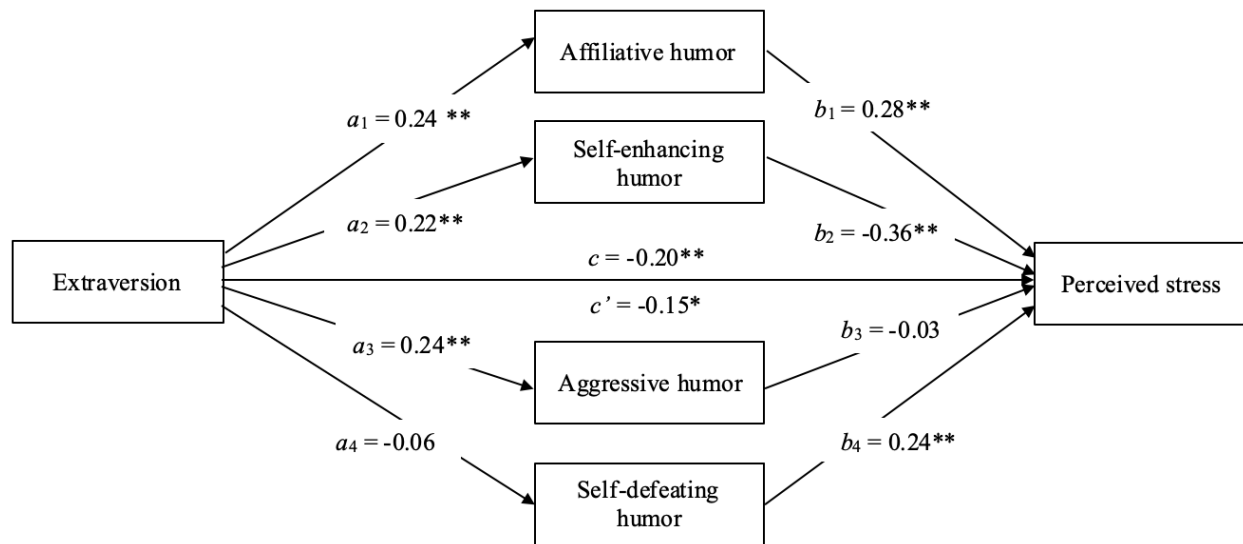 Affiliative humor
a1 = 0.24 **
b1 = 0.28**
Self-enhancing
humor
a2 = 0.22**
b2 = -0.36**
Extraversion
c = -0.20**
c’ = -0.15*
Perceived stress
a3 = 0.24**
b3 = -0.03
Aggressive humor
a4 = -0.06
b4 = 0.24**
Self-defeating
humor